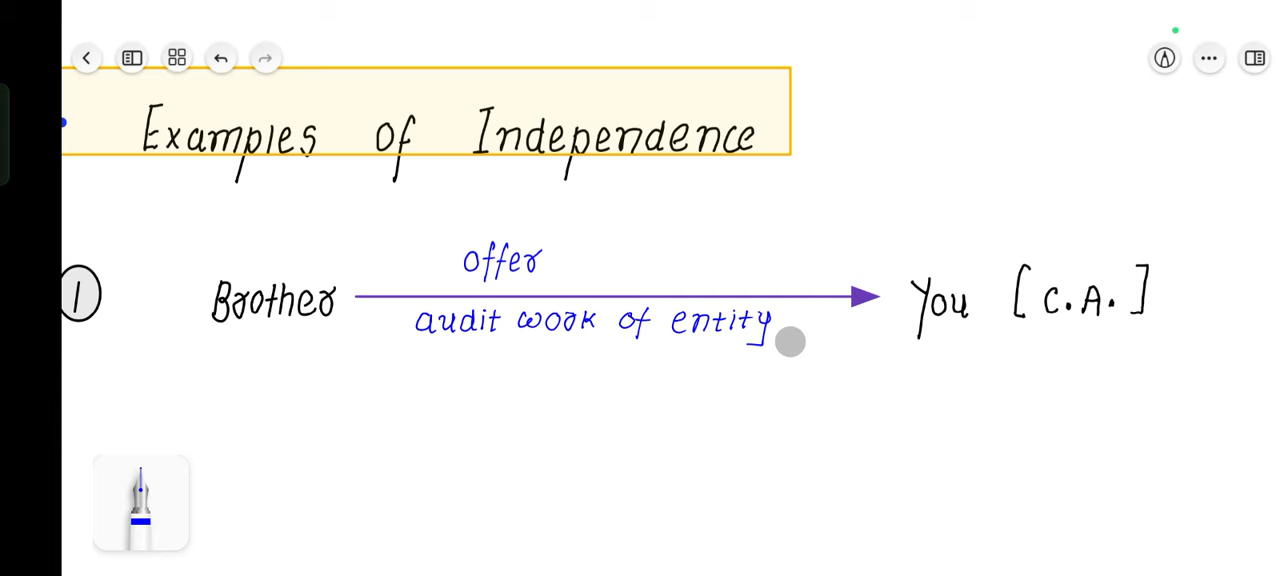 Examples of Independence
1 Brother offer You [C.A.]
audit work of entity